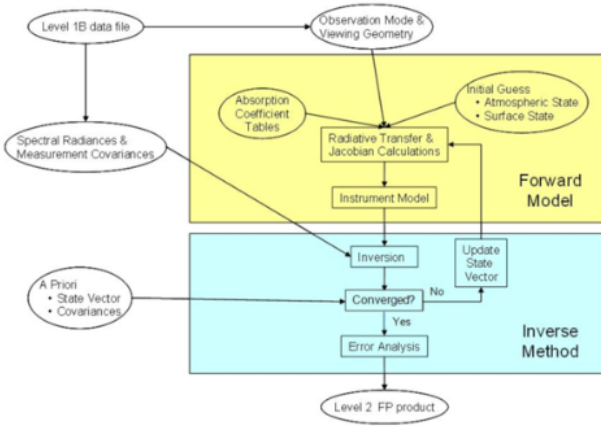 Level 1B data file
Observation Mode &
Viewing Geometry
Absorption
Coefficient
Tables
Initial Guess
• Atmospheric State
• Surface State
Spectral Radiances &
Measurement Covariances
Radiative Transfer &
Jacobian Calculations
Instrument Model
Forward
Model
Inversion
Update
State
Vector
A Priori
• State Vector
• Covariances
Converged?
No
Yes
Error Analysis
Inverse
Method
Level 2 FP product